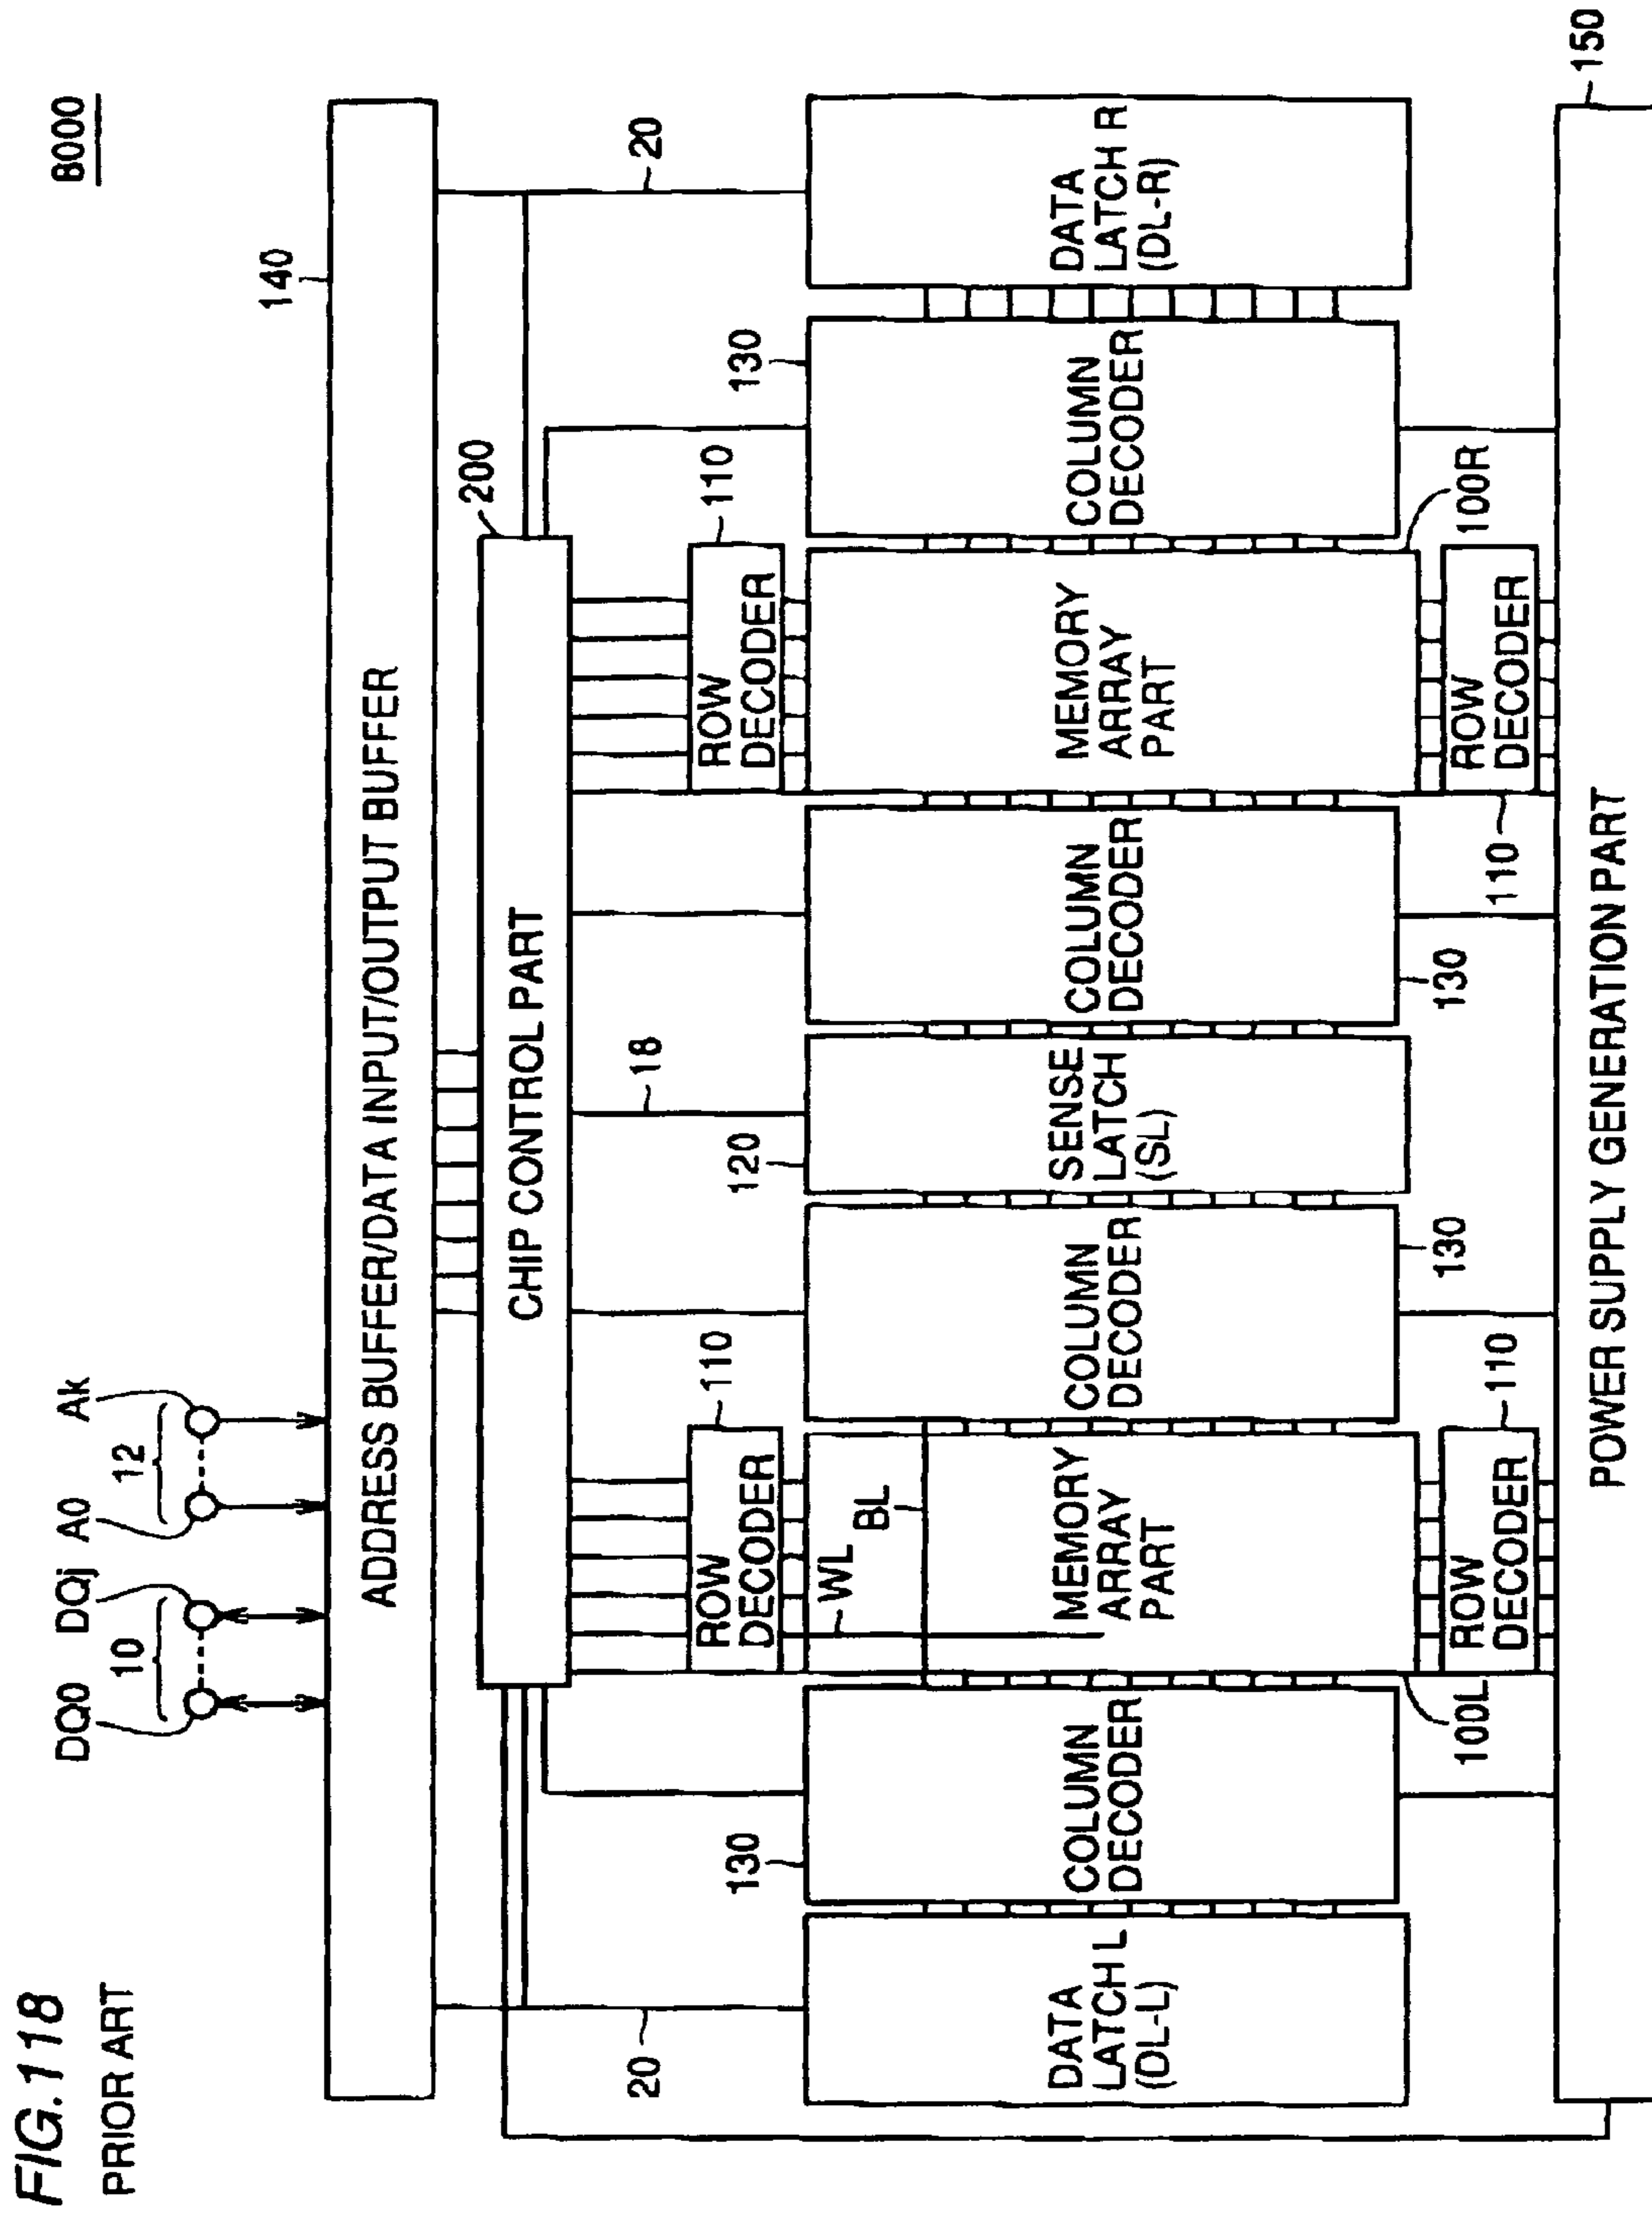 FIG.118
PRIOR ART
8000
DQ0
DQj
A0
Ak
10
12
140
ADDRESS BUFFER/DATA INPUT/OUTPUT BUFFER
200
CHIP CONTROL PART
20
18
20
110
110
130
120
130
ROW
DECODER
ROW
DECODER
WL
BL
DATA
LATCH L
(DL-L)
COLUMN
DECODER
MEMORY
ARRAY
PART
COLUMN
DECODER
SENSE
LATCH
(SL)
COLUMN
DECODER
MEMORY
ARRAY
PART
COLUMN
DECODER
DATA
LATCH R
(DL-R)
100L
130
130
100R
ROW
DECODER
110
110
ROW
DECODER
POWER SUPPLY GENERATION PART
150